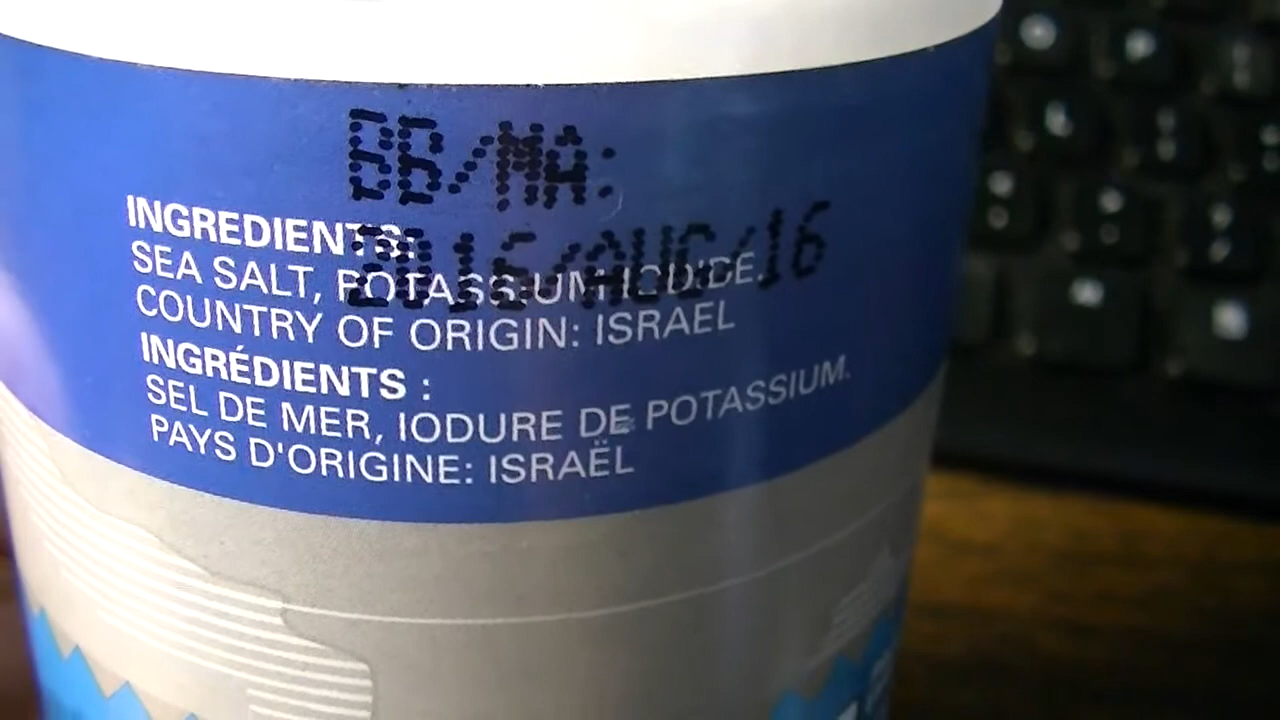 BB/MA:
2016/AUG/16
INGREDIENTS:
SEA SALT, POTASSIUM IODIDE.
COUNTRY OF ORIGIN: ISRAEL
INGRÉDIENTS :
SEL DE MER, IODURE DE POTASSIUM.
PAYS D'ORIGINE: ISRAËL